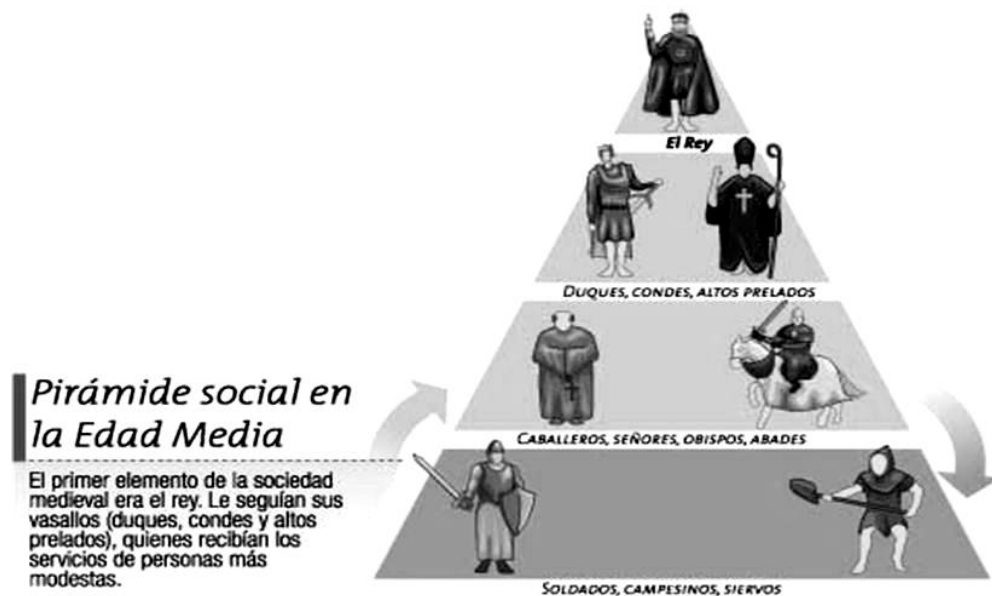 El Rey
DUQUES, CONDES, ALTOS PRELADOS
CABALLEROS, SEÑORES, OBISPOS, ABADES
SOLDADOS, CAMPESINOS, SIERVOS
Pirámide social en
la Edad Media
El primer elemento de la sociedad
medieval era el rey. Le seguían sus
vasallos (duques, condes y altos
prelados), quienes recibían los
servicios de personas más
modestas.